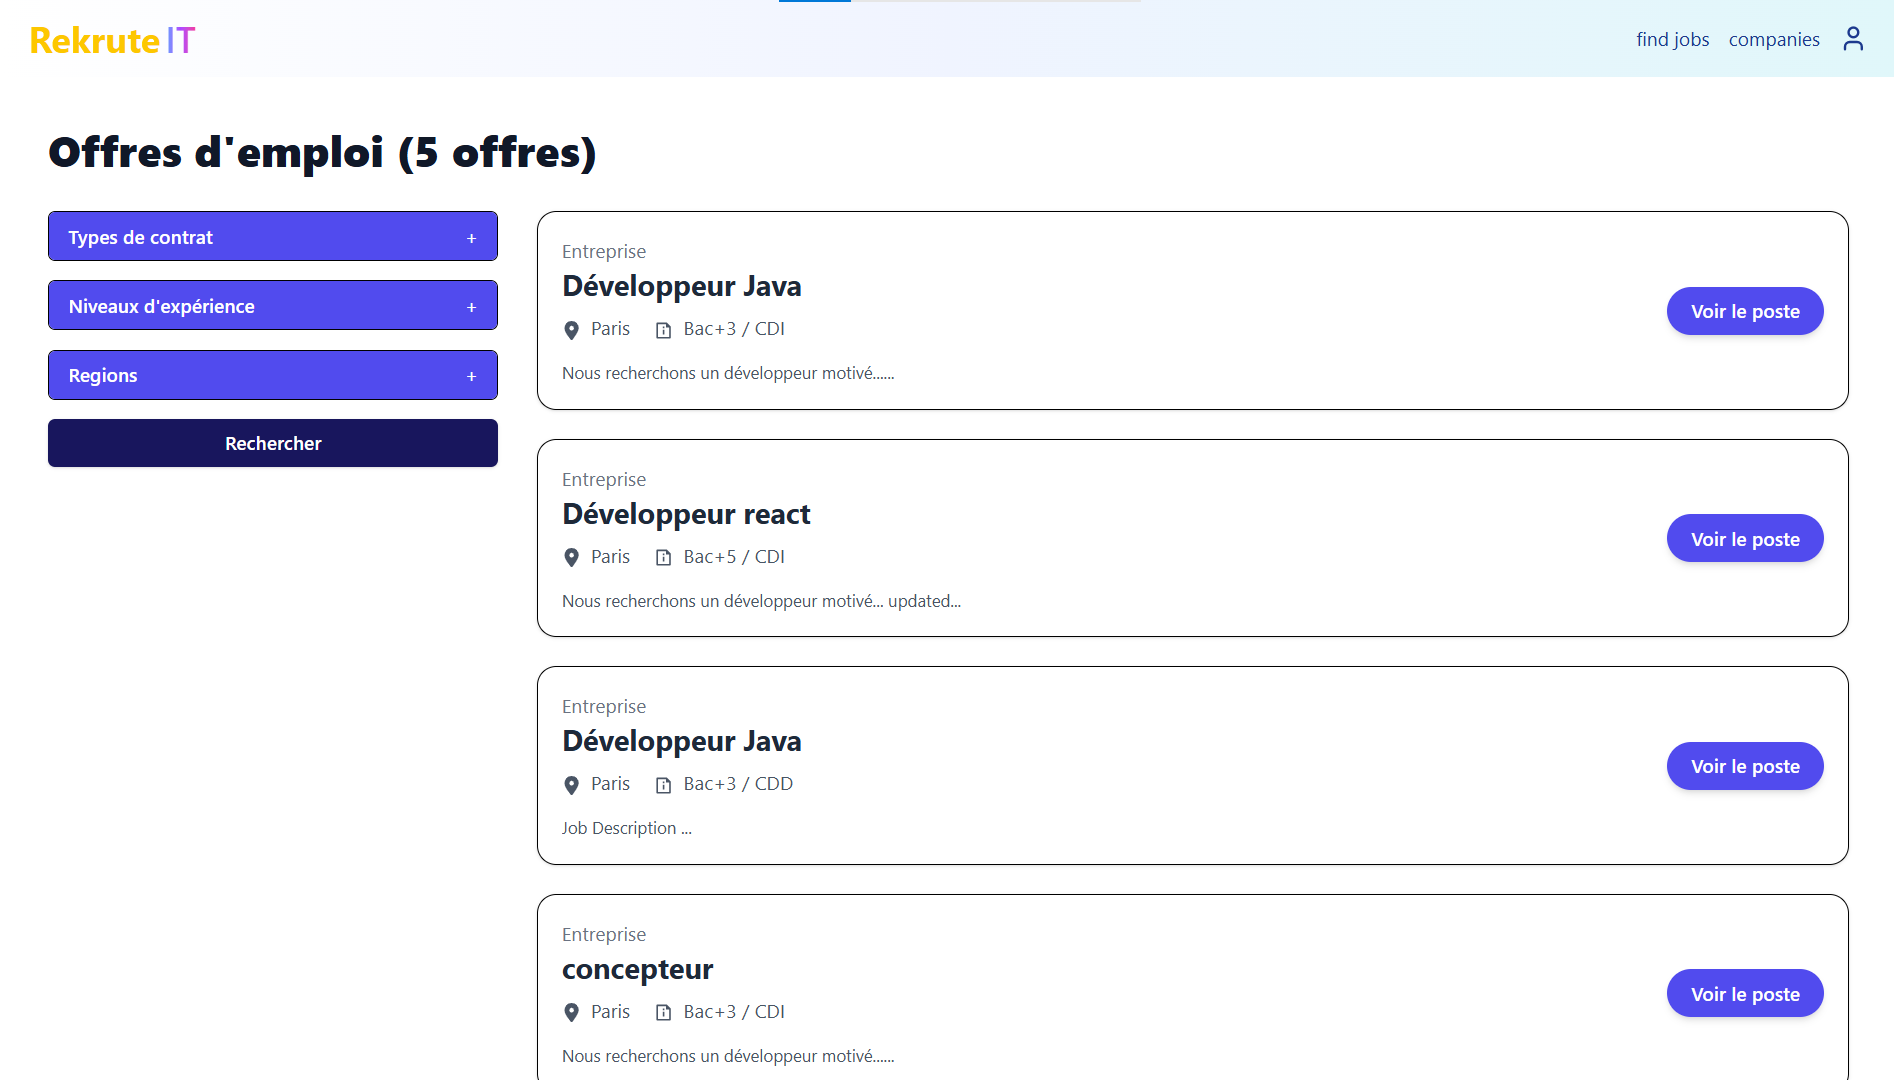 Rekrute IT
find jobs companies
Offres d'emploi (5 offres)
Types de contrat +
Niveaux d'expérience +
Regions +
Rechercher
Entreprise
Développeur Java
Paris Bac+3 / CDI
Nous recherchons un développeur motivé......
Voir le poste
Entreprise
Développeur react
Paris Bac+5 / CDI
Nous recherchons un développeur motivé... updated...
Voir le poste
Entreprise
Développeur Java
Paris Bac+3 / CDD
Job Description ...
Voir le poste
Entreprise
concepteur
Paris Bac+3 / CDI
Nous recherchons un développeur motivé......
Voir le poste